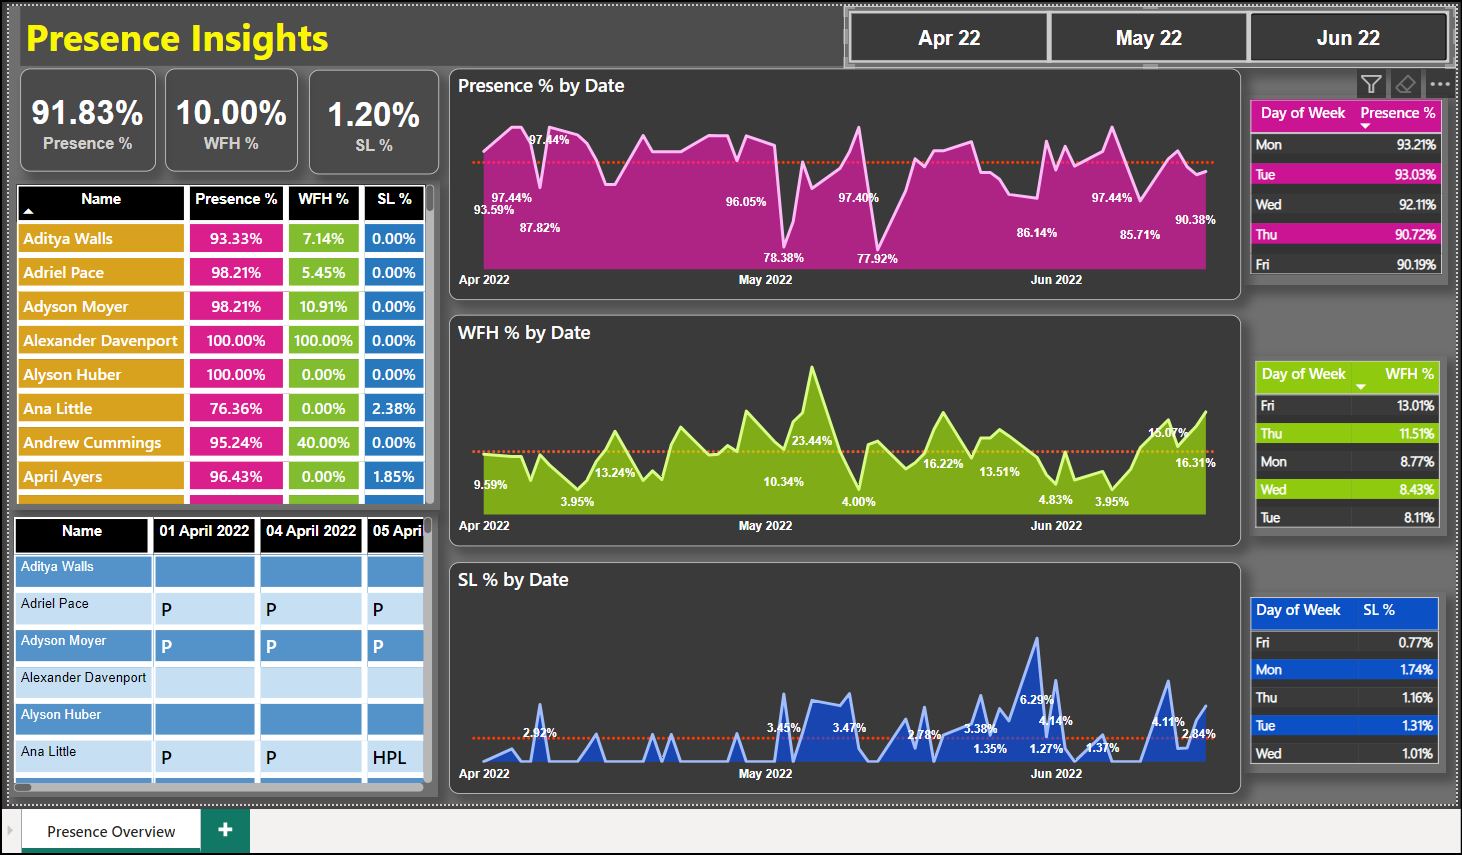 Presence Insights
Apr 22
May 22
Jun 22
91.83%
Presence %
10.00%
WFH %
1.20%
SL %
Name Presence % WFH % SL %
Aditya Walls 93.33% 7.14% 0.00%
Adriel Pace 98.21% 5.45% 0.00%
Adyson Moyer 98.21% 10.91% 0.00%
Alexander Davenport 100.00% 100.00% 0.00%
Alyson Huber 100.00% 0.00% 0.00%
Ana Little 76.36% 0.00% 2.38%
Andrew Cummings 95.24% 40.00% 0.00%
April Ayers 96.43% 0.00% 1.85%
Name 01 April 2022 04 April 2022 05 Apri
Aditya Walls
Adriel Pace P P P
Adyson Moyer P P P
Alexander Davenport
Alyson Huber
Ana Little P P HPL
Presence % by Date
97.44%
97.44%
93.59%
87.82%
96.05%
78.38%
97.40%
77.92%
86.14%
97.44%
85.71%
90.38%
Apr 2022 May 2022 Jun 2022
WFH % by Date
9.59%
3.95%
13.24%
10.34%
23.44%
4.00%
16.22%
13.51%
4.83%
3.95%
15.07%
16.31%
Apr 2022 May 2022 Jun 2022
SL % by Date
2.92%
3.45%
3.47%
2.78%
3.38%
1.35%
6.29%
1.27%
4.14%
1.37%
4.11%
2.84%
Apr 2022 May 2022 Jun 2022
Day of Week Presence %
Mon 93.21%
Tue 93.03%
Wed 92.11%
Thu 90.72%
Fri 90.19%
Day of Week WFH %
Fri 13.01%
Thu 11.51%
Mon 8.77%
Wed 8.43%
Tue 8.11%
Day of Week SL %
Fri 0.77%
Mon 1.74%
Thu 1.16%
Tue 1.31%
Wed 1.01%
Presence Overview